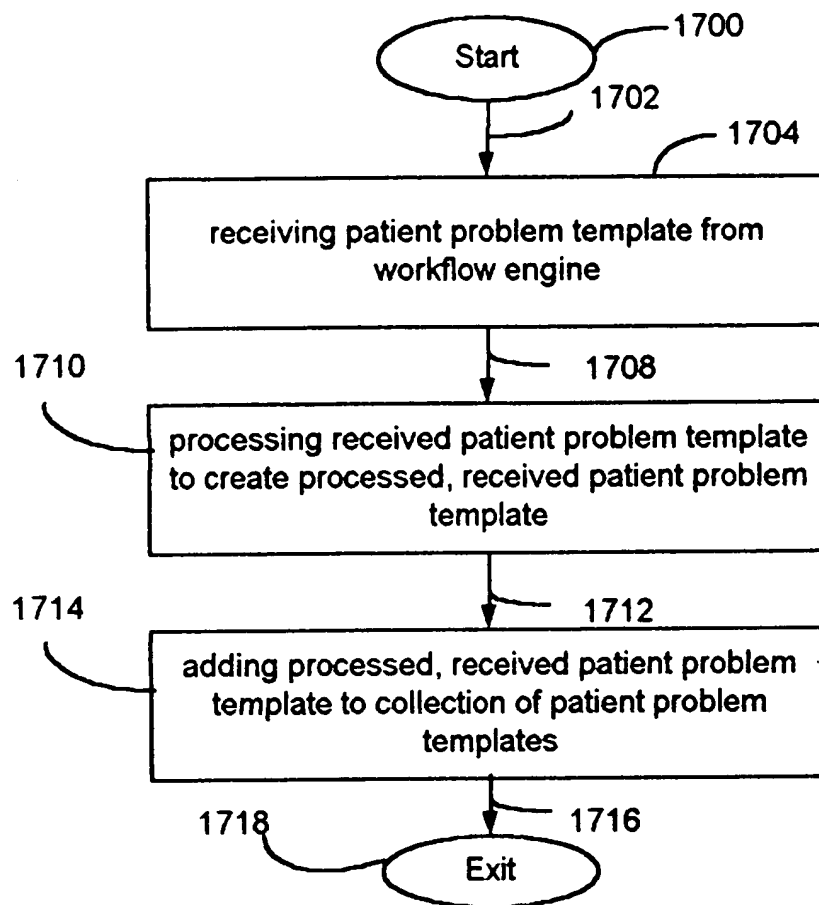 1700
Start
1702
1704
receiving patient problem template from
workflow engine
1708
1710
processing received patient problem template
to create processed, received patient problem
template
1712
1714
adding processed, received patient problem
template to collection of patient problem
templates
1716
1718
Exit